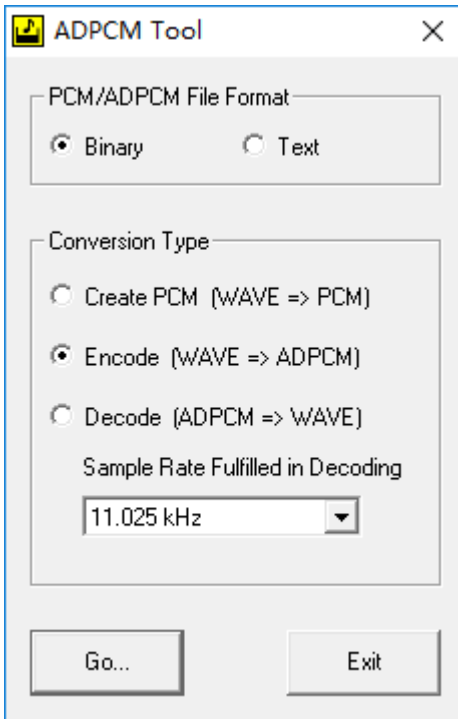 ADPCM Tool
PCM/ADPCM File Format
Binary Text
Conversion Type
Create PCM (WAVE => PCM)
Encode (WAVE => ADPCM)
Decode (ADPCM => WAVE)
Sample Rate Fulfilled in Decoding
11.025 kHz
Go... Exit